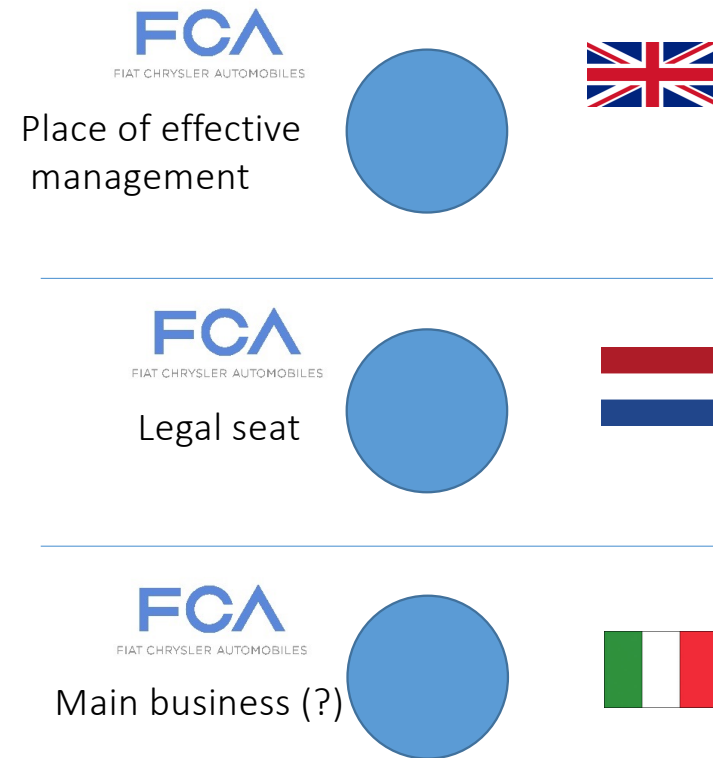 FCA
FIAT CHRYSLER AUTOMOBILES
Place of effective
management
FCA
FIAT CHRYSLER AUTOMOBILES
Legal seat
FCA
FIAT CHRYSLER AUTOMOBILES
Main business (?)